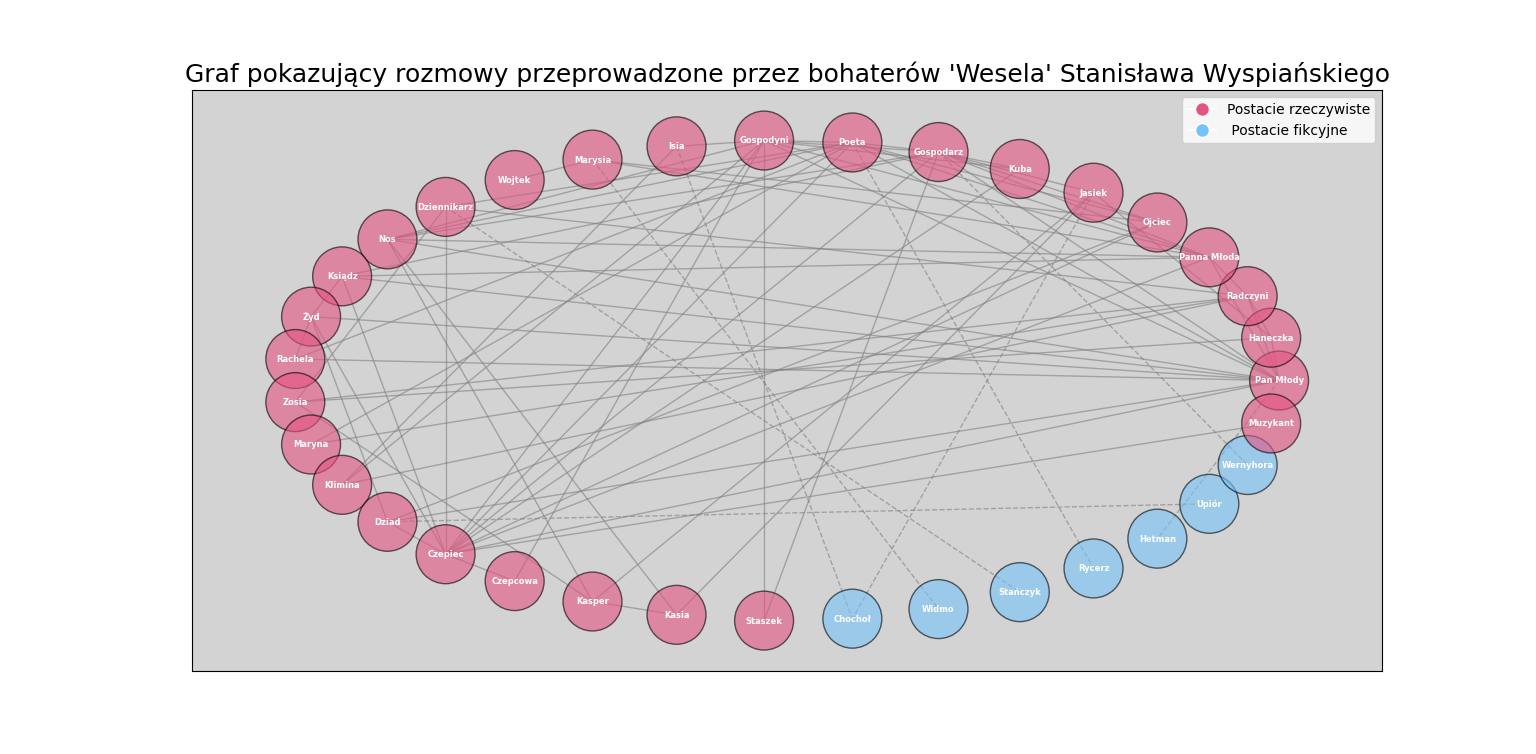 Graf pokazujący rozmowy przeprowadzone przez bohaterów 'Wesela' Stanisława Wyspiańskiego
Postacie rzeczywiste
Postacie fikcyjne
Gospodyni
Poeta
Isia
Gospodarz
Marysia
Kuba
Wojtek
Jasiek
Dziennikarz
Ojciec
Nos
Panna Młoda
Ksiądz
Radczyni
Żyd
Haneczka
Rachela
Pan Młody
Zosia
Muzykant
Maryna
Wernyhora
Klimina
Upiór
Dziad
Hetman
Czepiec
Rycerz
Czepcowa
Stańczyk
Kasper
Widmo
Kasia
Chochoł
Staszek